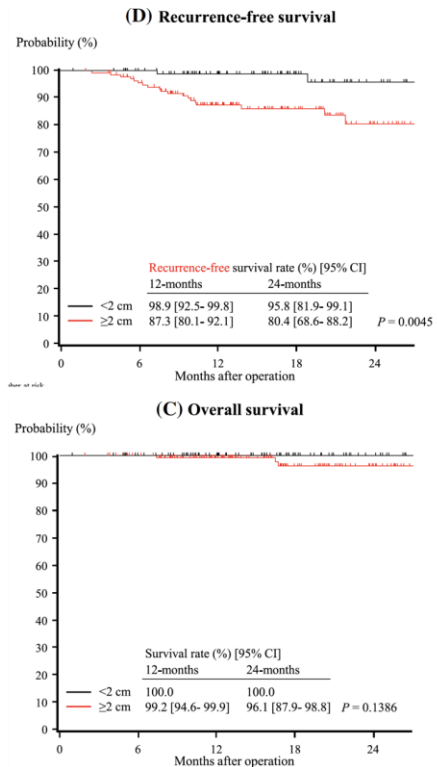 (D) Recurrence-free survival
Probability (%)
100
90
80
70
60
50
40
30
20
10
0
Recurrence-free survival rate (%) [95% CI]
12-months 24-months
<2 cm 98.9 [92.5- 99.8] 95.8 [81.9- 99.1]
≥2 cm 87.3 [80.1- 92.1] 80.4 [68.6- 88.2] P = 0.0045
0 6 12 18 24
Months after operation
at risk
(C) Overall survival
Probability (%)
100
90
80
70
60
50
40
30
20
10
0
Survival rate (%) [95% CI]
12-months 24-months
<2 cm 100.0 100.0
≥2 cm 99.2 [94.6- 99.9] 96.1 [87.9- 98.8] P = 0.1386
0 6 12 18 24
Months after operation